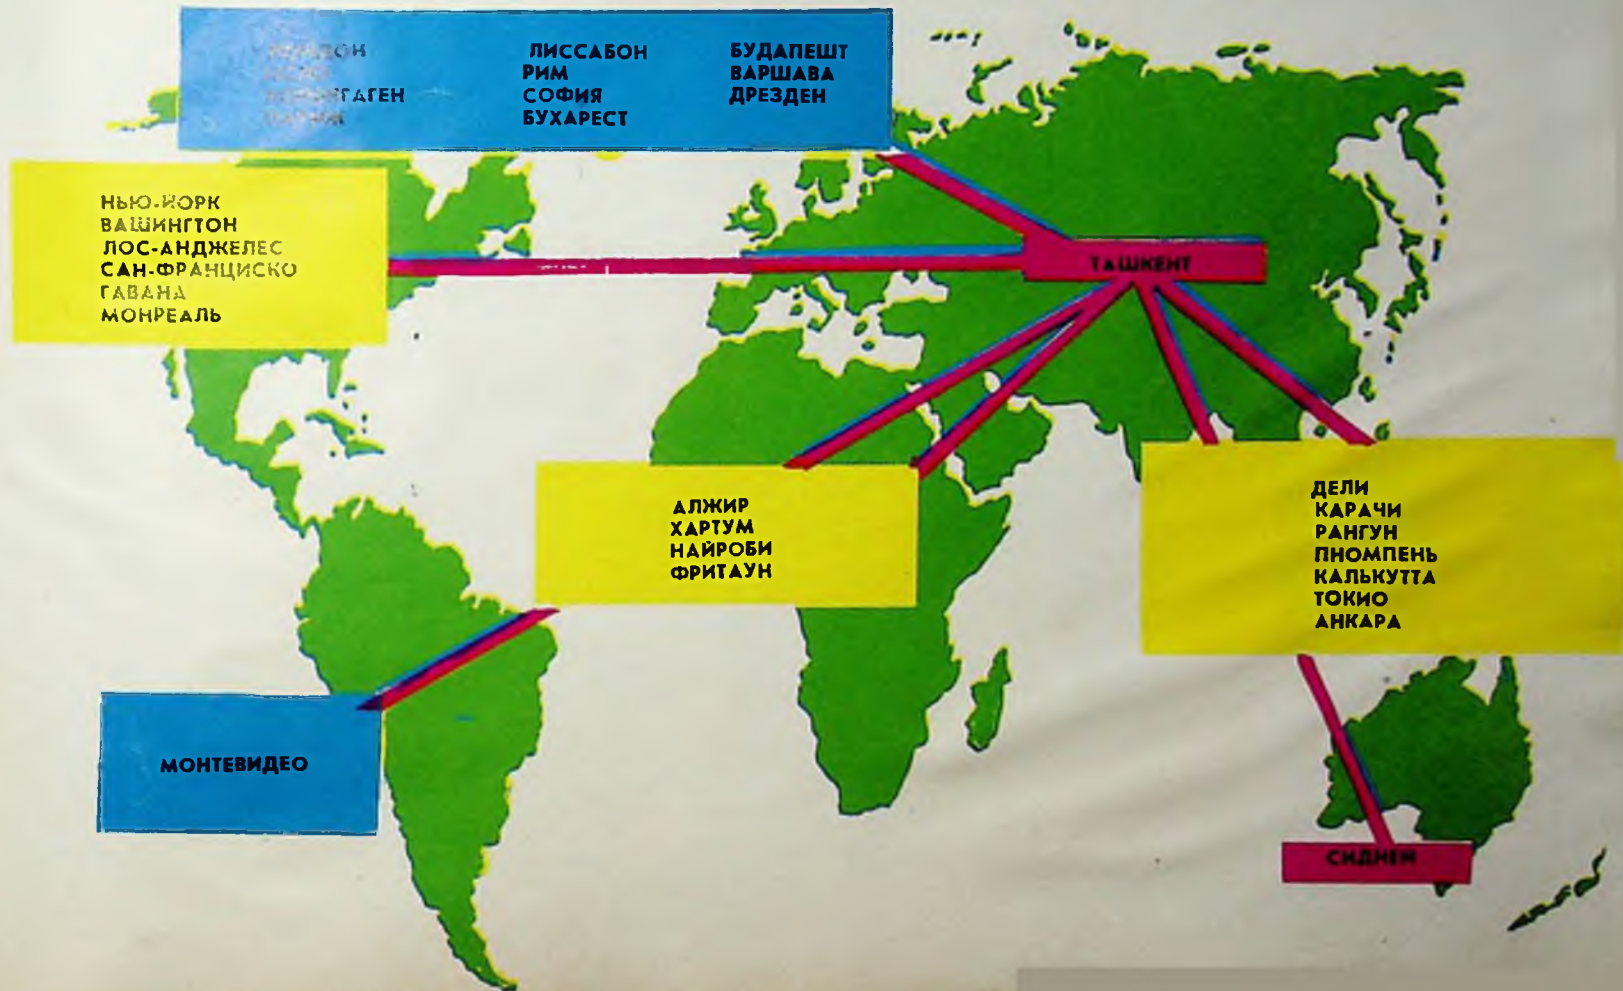 ЛИССАБОН
РИМ
СОФИЯ
БУХАРЕСТ
БУДАПЕШТ
ВАРШАВА
ДРЕЗДЕН
НЬЮ-ЙОРК
ВАШИНГТОН
ЛОС-АНДЖЕЛЕС
САН-ФРАНЦИСКО
ГАВАНА
МОНРЕАЛЬ
ТАШКЕНТ
АЛЖИР
ХАРТУМ
НАЙРОБИ
ФРИТАУН
ДЕЛИ
КАРАЧИ
РАНГУН
ПНОМПЕНЬ
КАЛЬКУТТА
ТОКИО
АНКАРА
МОНТЕВИДЕО
СИДНЕЙ